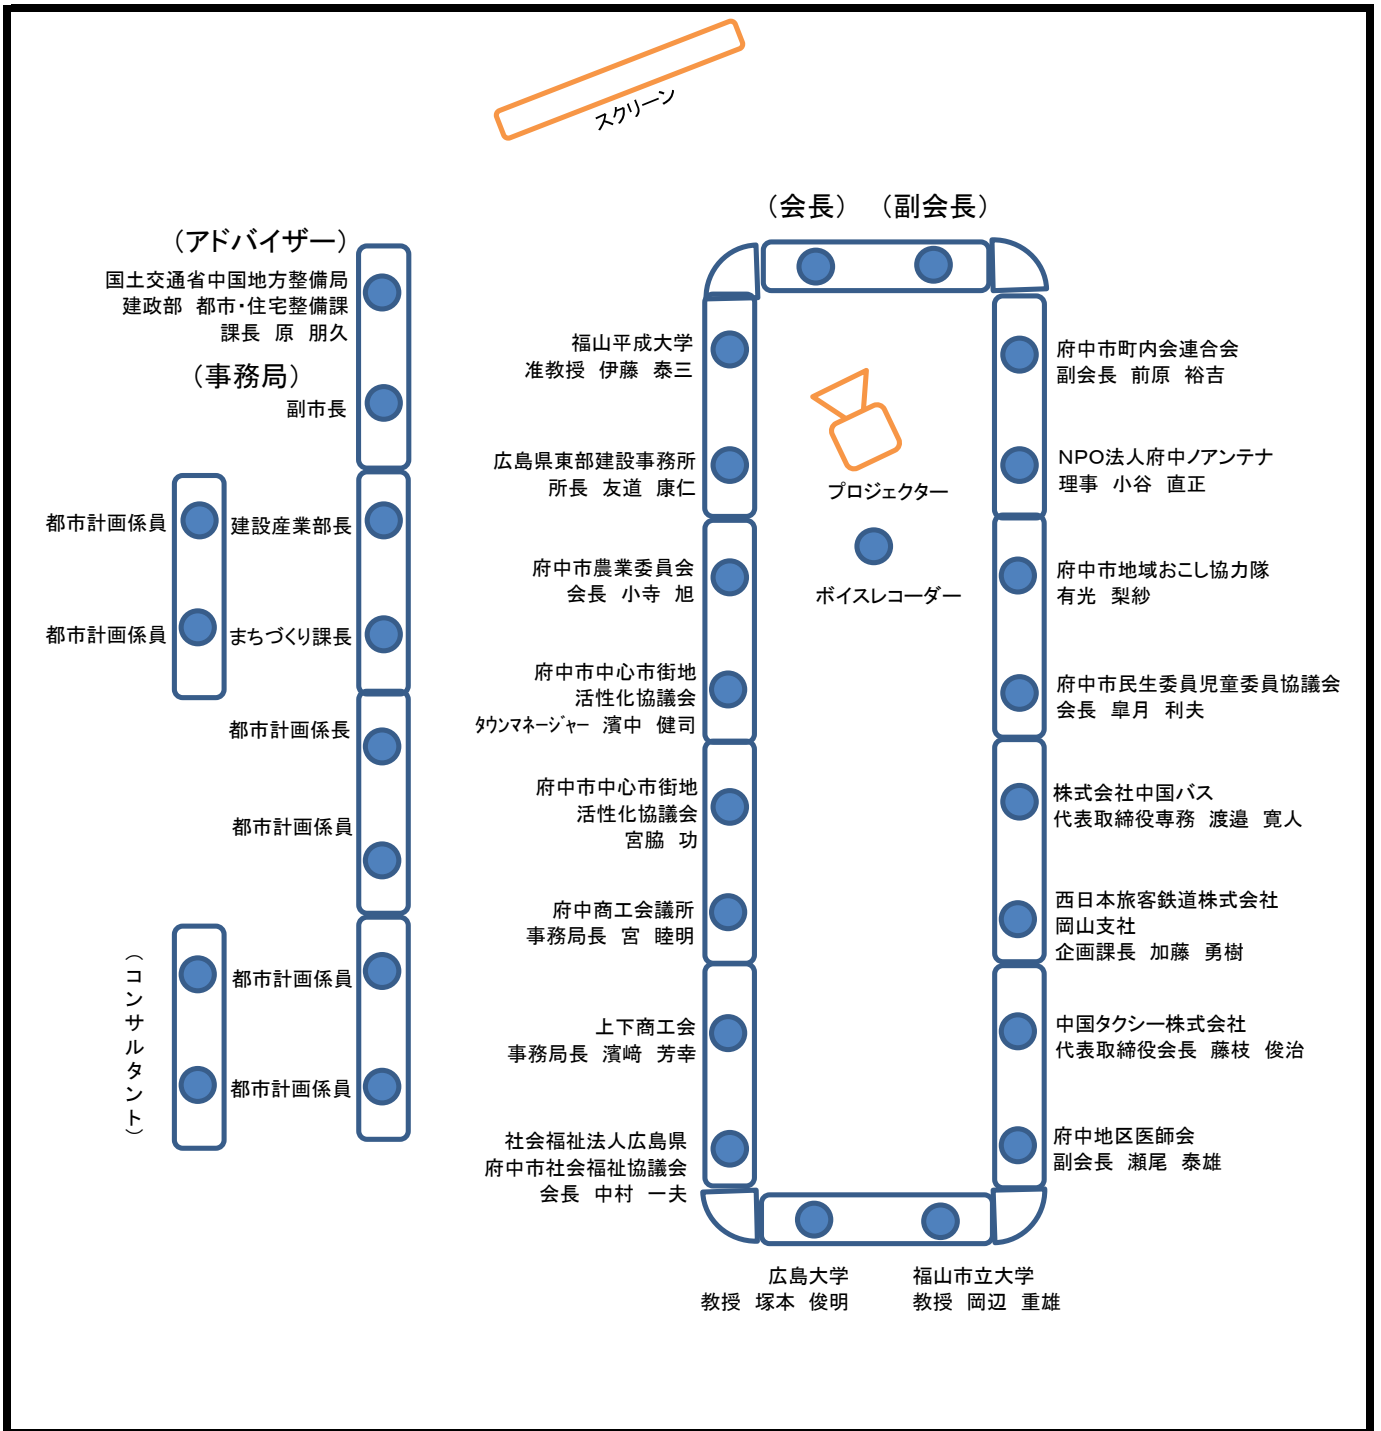 スクリーン
（会長）　（副会長）
（アドバイザー）
国土交通省中国地方整備局
建政部　都市・住宅整備課
課長　原　朋久
（事務局）
副市長
都市計画係員
建設産業部長
都市計画係員
まちづくり課長
都市計画係長
都市計画係員
（コンサルタント）
都市計画係員
都市計画係員
福山平成大学
准教授　伊藤　泰三
広島県東部建設事務所
所長　友道　康仁
府中市農業委員会
会長　小寺　旭
府中市中心市街地
活性化協議会
ﾀｳﾝﾏﾈｰｼﾞｬｰ　濱中　健司
府中市中心市街地
活性化協議会
宮脇　功
府中商工会議所
事務局長　宮　睦明
上下商工会
事務局長　濱﨑　芳幸
社会福祉法人広島県
府中市社会福祉協議会
会長　中村　一夫
プロジェクター
ボイスレコーダー
府中市町内会連合会
副会長　前原　裕吉
NPO法人府中ノアンテナ
理事　小谷　直正
府中市地域おこし協力隊
有光　梨紗
府中市民生委員児童委員協議会
会長　皐月　利夫
株式会社中国バス
代表取締役専務　渡邉　寛人
西日本旅客鉄道株式会社
岡山支社
企画課長　加藤　勇樹
中国タクシー株式会社
代表取締役会長　藤枝　俊治
府中地区医師会
副会長　瀬尾　泰雄
広島大学
教授　塚本　俊明
福山市立大学
教授　岡辺　重雄